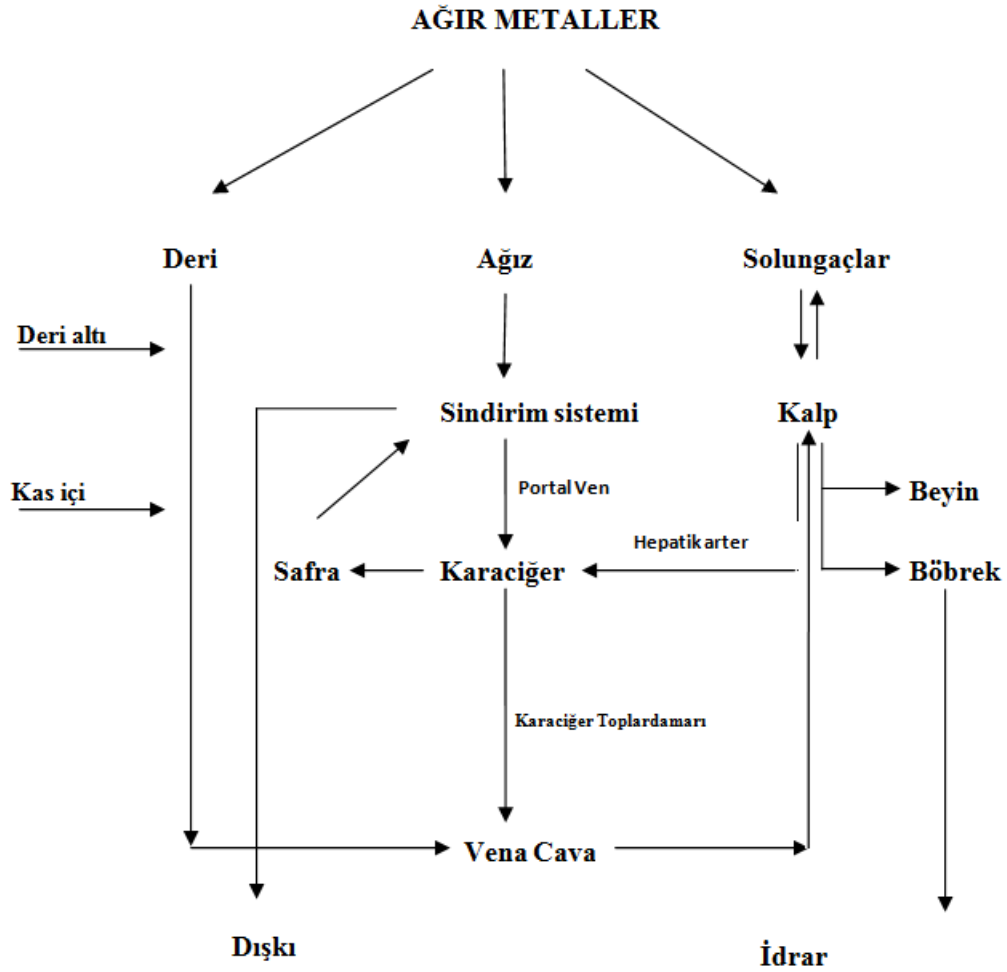 AĞIR METALLER
Deri
Ağız
Solungaçlar
Deri altı
Sindirim sistemi
Kalp
Kas içi
Portal Ven
Beyin
Hepatik arter
Safra
Karaciğer
Böbrek
Karaciğer Toplardamarı
Vena Cava
Dışkı
İdrar